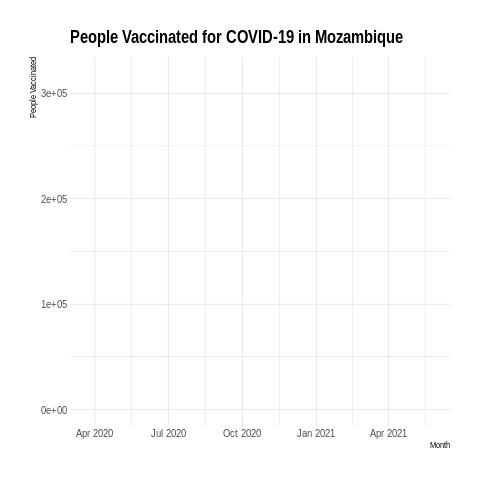 People Vaccinated for COVID-19 in Mozambique
People Vaccinated
3e+05
2e+05
1e+05
0e+00
Apr 2020 Jul 2020 Oct 2020 Jan 2021 Apr 2021
Month